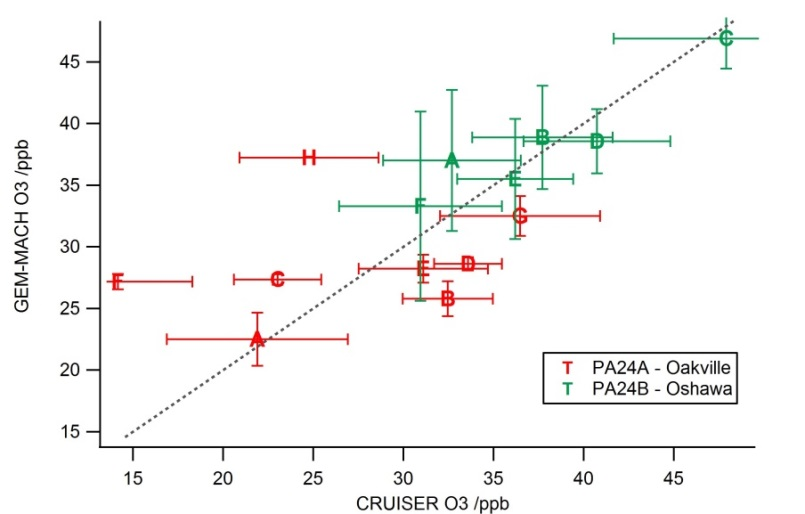 45
40
35
30
25
20
15
GEM-MACH O3 /ppb
C
H
A
B
D
F
E
G
F
C
E
D
B
A
T PA24A - Oakville
T PA24B - Oshawa
15 20 25 30 35 40 45
CRUISER O3 /ppb